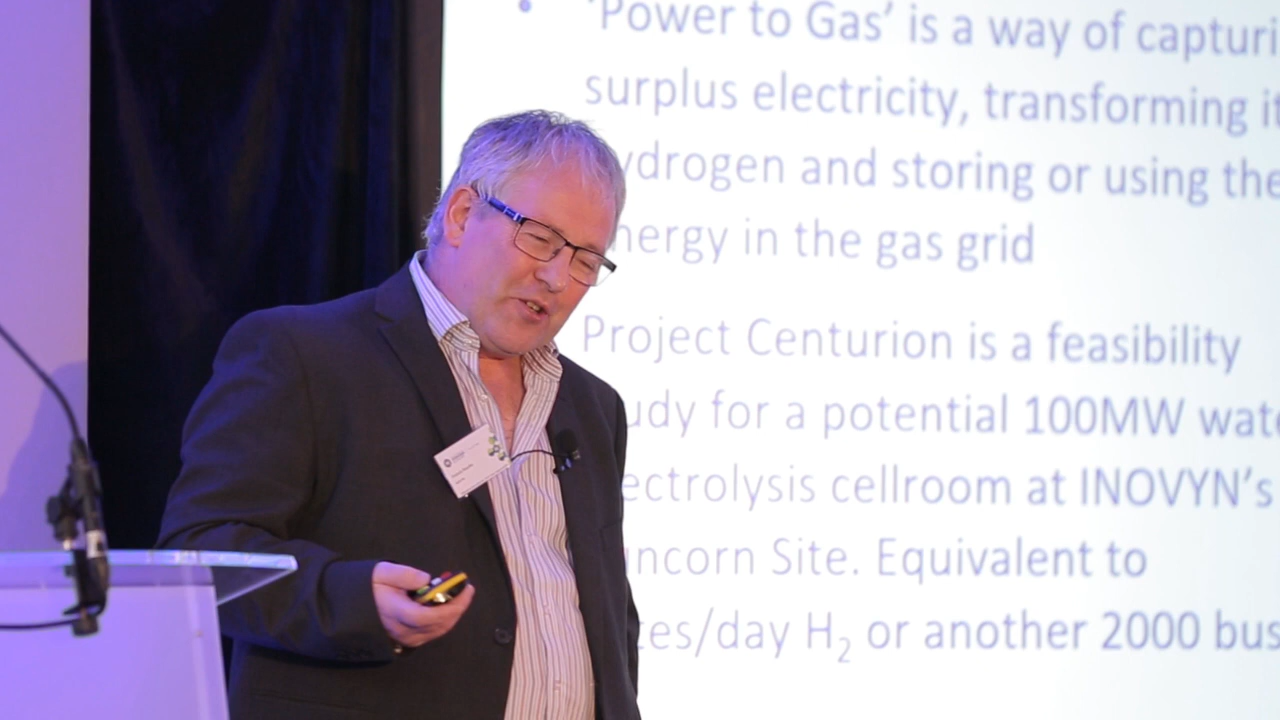 • 'Power to Gas' is a way of capturi
surplus electricity, transforming it
ydrogen and storing or using the
nergy in the gas grid
Project Centurion is a feasibility
udy for a potential 100MW wat
ectrolysis cellroom at INOVYN's
ncorn Site. Equivalent to
es/day H₂ or another 2000 bus